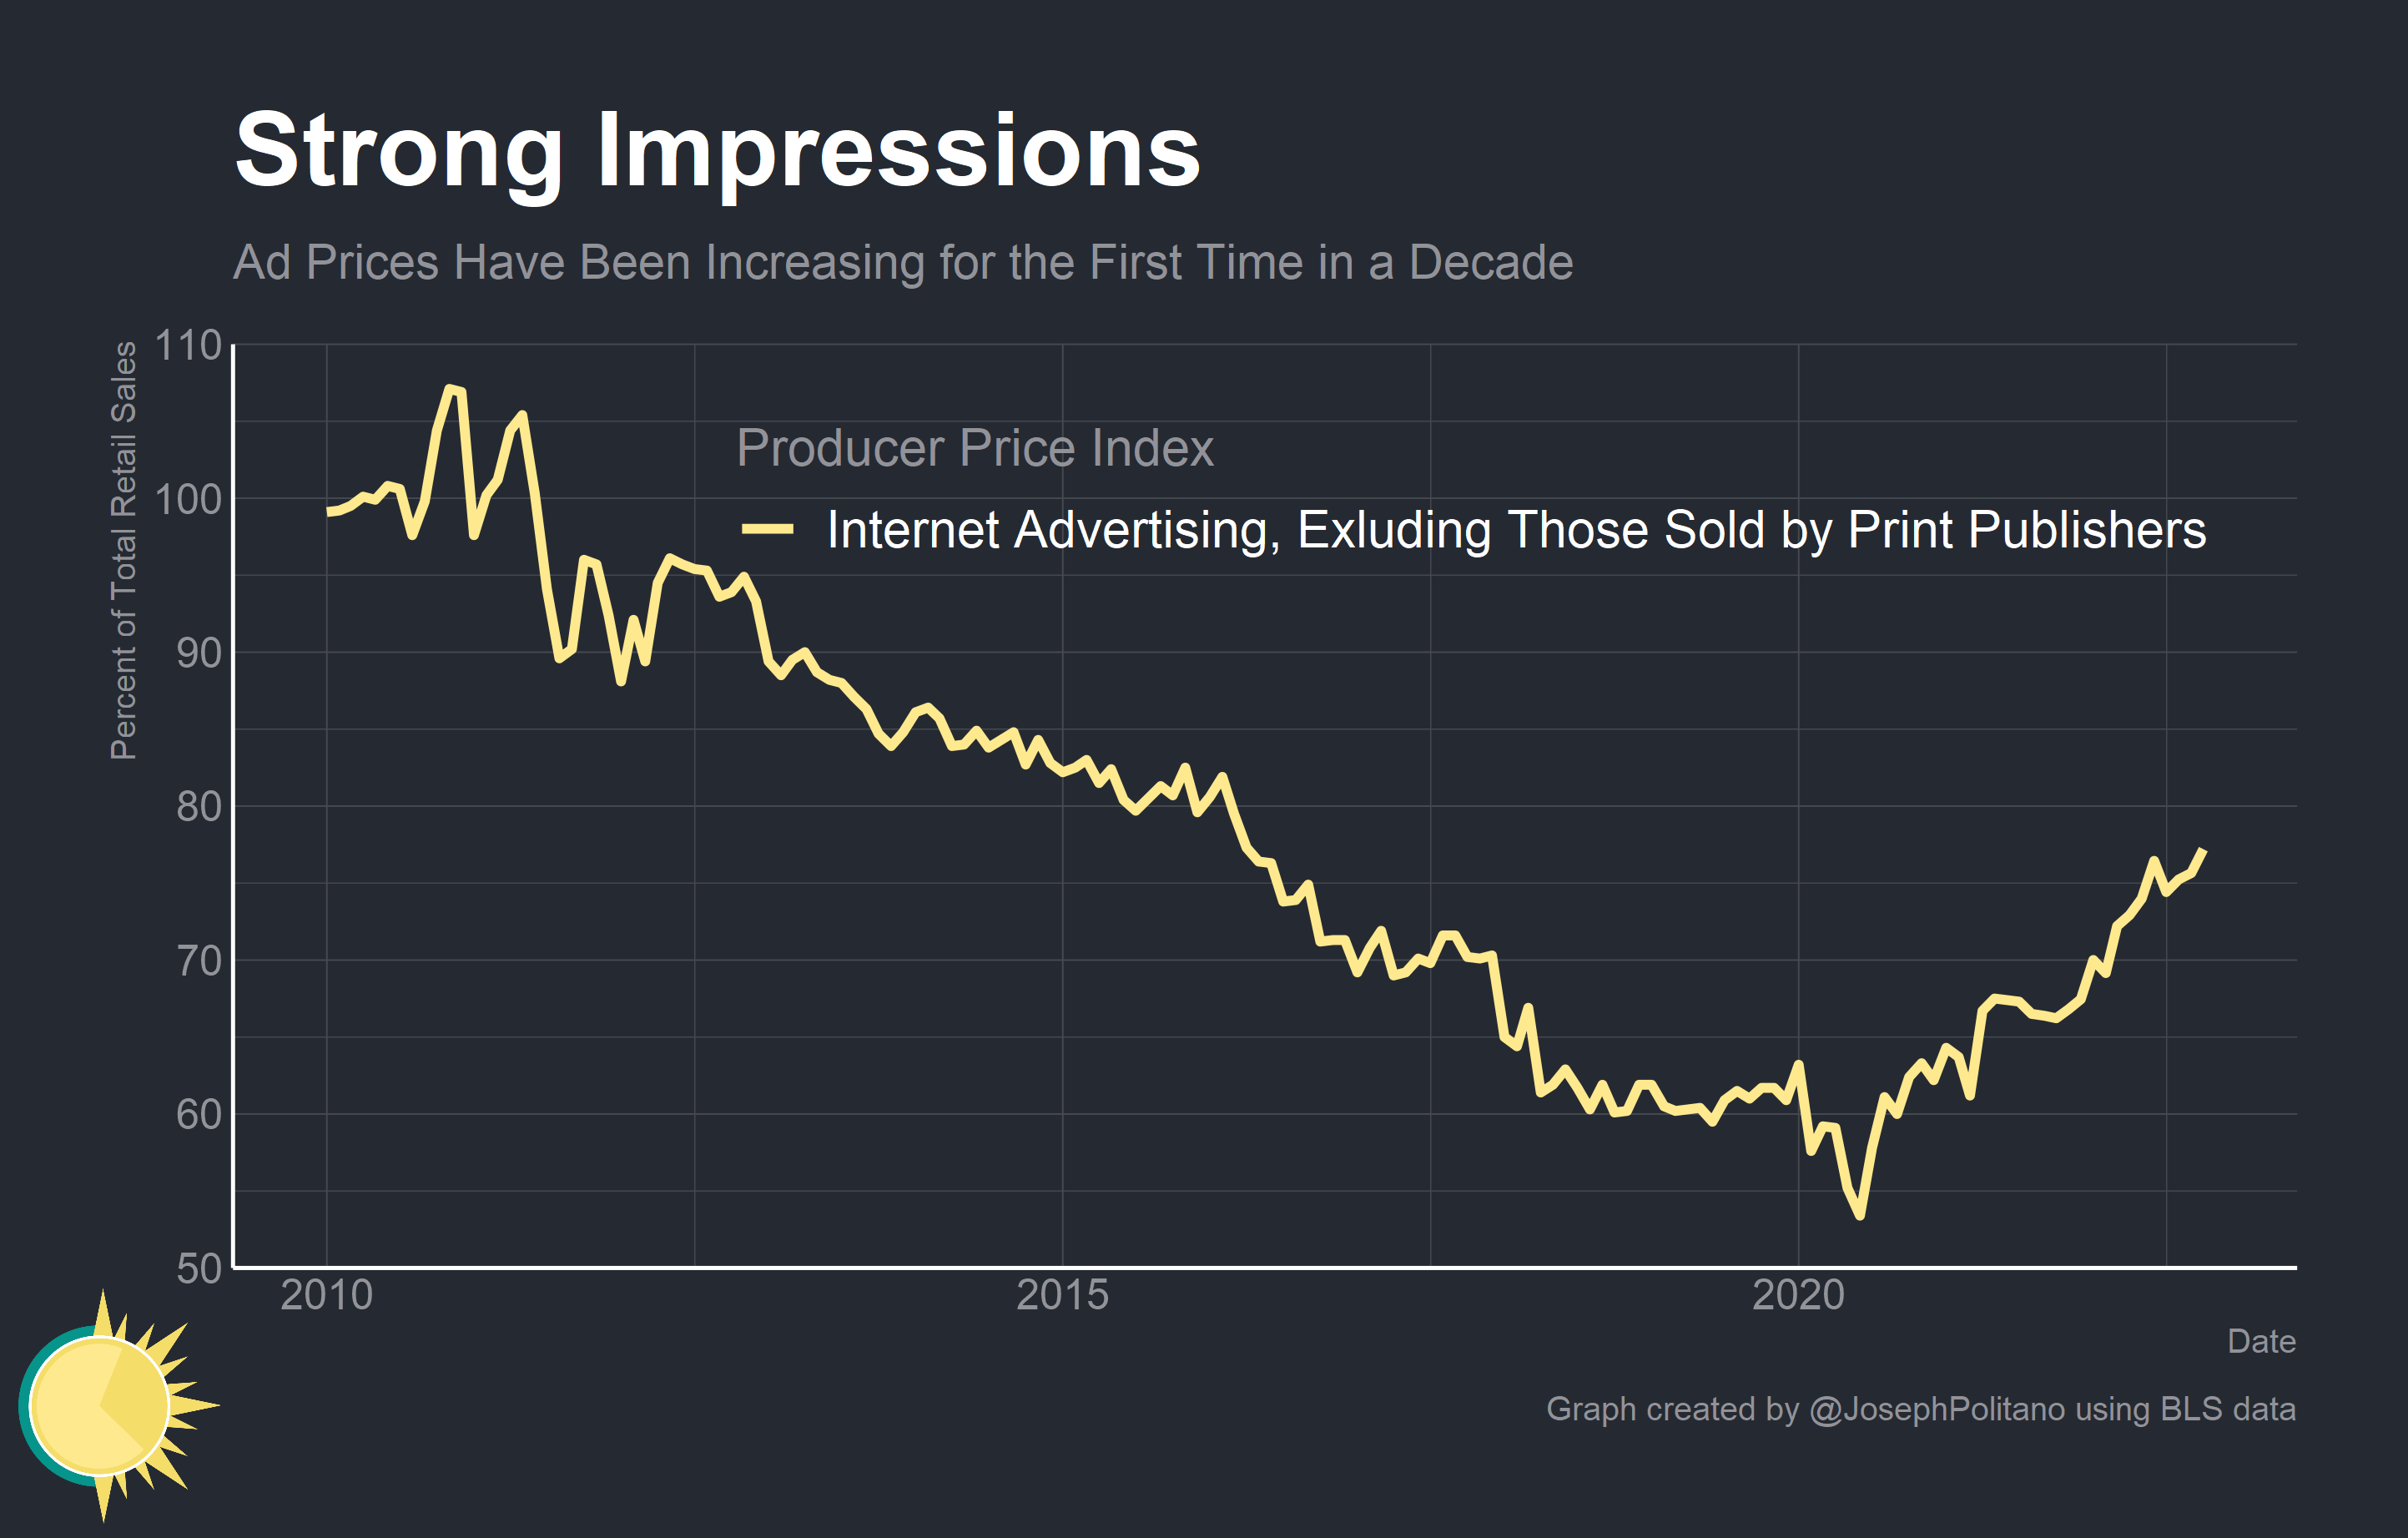 Strong Impressions
Ad Prices Have Been Increasing for the First Time in a Decade
Percent of Total Retail Sales
110
100
90
80
70
60
50
Producer Price Index
Internet Advertising, Exluding Those Sold by Print Publishers
2010
2015
2020
Date
Graph created by @JosephPolitano using BLS data